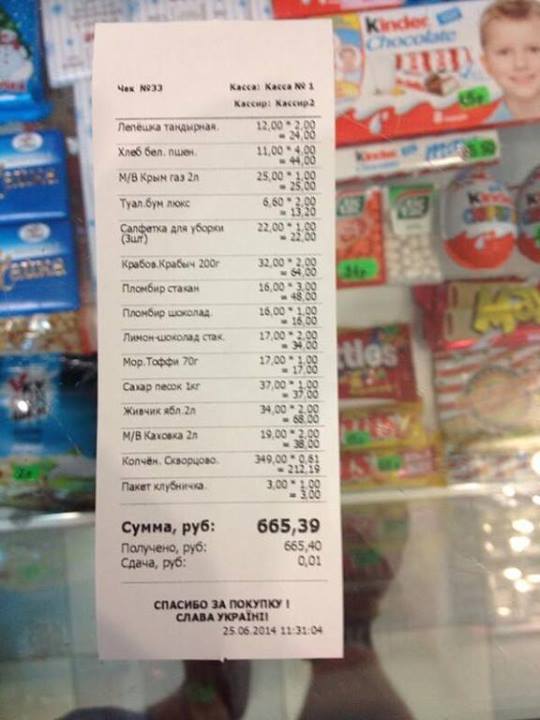 Чек №33 Касса: Касса № 1
Кассир: Кассир2
Лепёшка тандырная. 12,00 * 2,00
= 24,00
Хлеб бел. пшен. 11,00 * 4,00
= 44,00
М/В Крым газ 2л 25,00 * 1,00
= 25,00
Туал.бум люкс 6,60 * 2,00
= 13,20
Салфетка для уборки 22,00 * 1,00
(3шт) = 22,00
Крабов.Крабыч 200г 32,00 * 2,00
= 64,00
Пломбир стакан 16,00 * 3,00
= 48,00
Пломбир шоколад. 16,00 * 1,00
= 16,00
Лимон-шоколад стак. 17,00 * 2,00
= 34,00
Мор.Тоффи 70г 17,00 * 1,00
= 17,00
Сахар песок 1кг 37,00 * 1,00
= 37,00
Живчик ябл.2л 34,00 * 2,00
= 68,00
М/В Каховка 2л 19,00 * 2,00
= 38,00
Копчён. Скворцово. 349,00 * 0,61
= 212,19
Пакет клубничка. 3,00 * 1,00
= 3,00
Сумма, руб: 665,39
Получено, руб: 665,40
Сдача, руб: 0,01
СПАСИБО ЗА ПОКУПКУ !
СЛАВА УКРАЇНІ!
25.06.2014 11:31:04
Kinder
Chocolate
Kinder